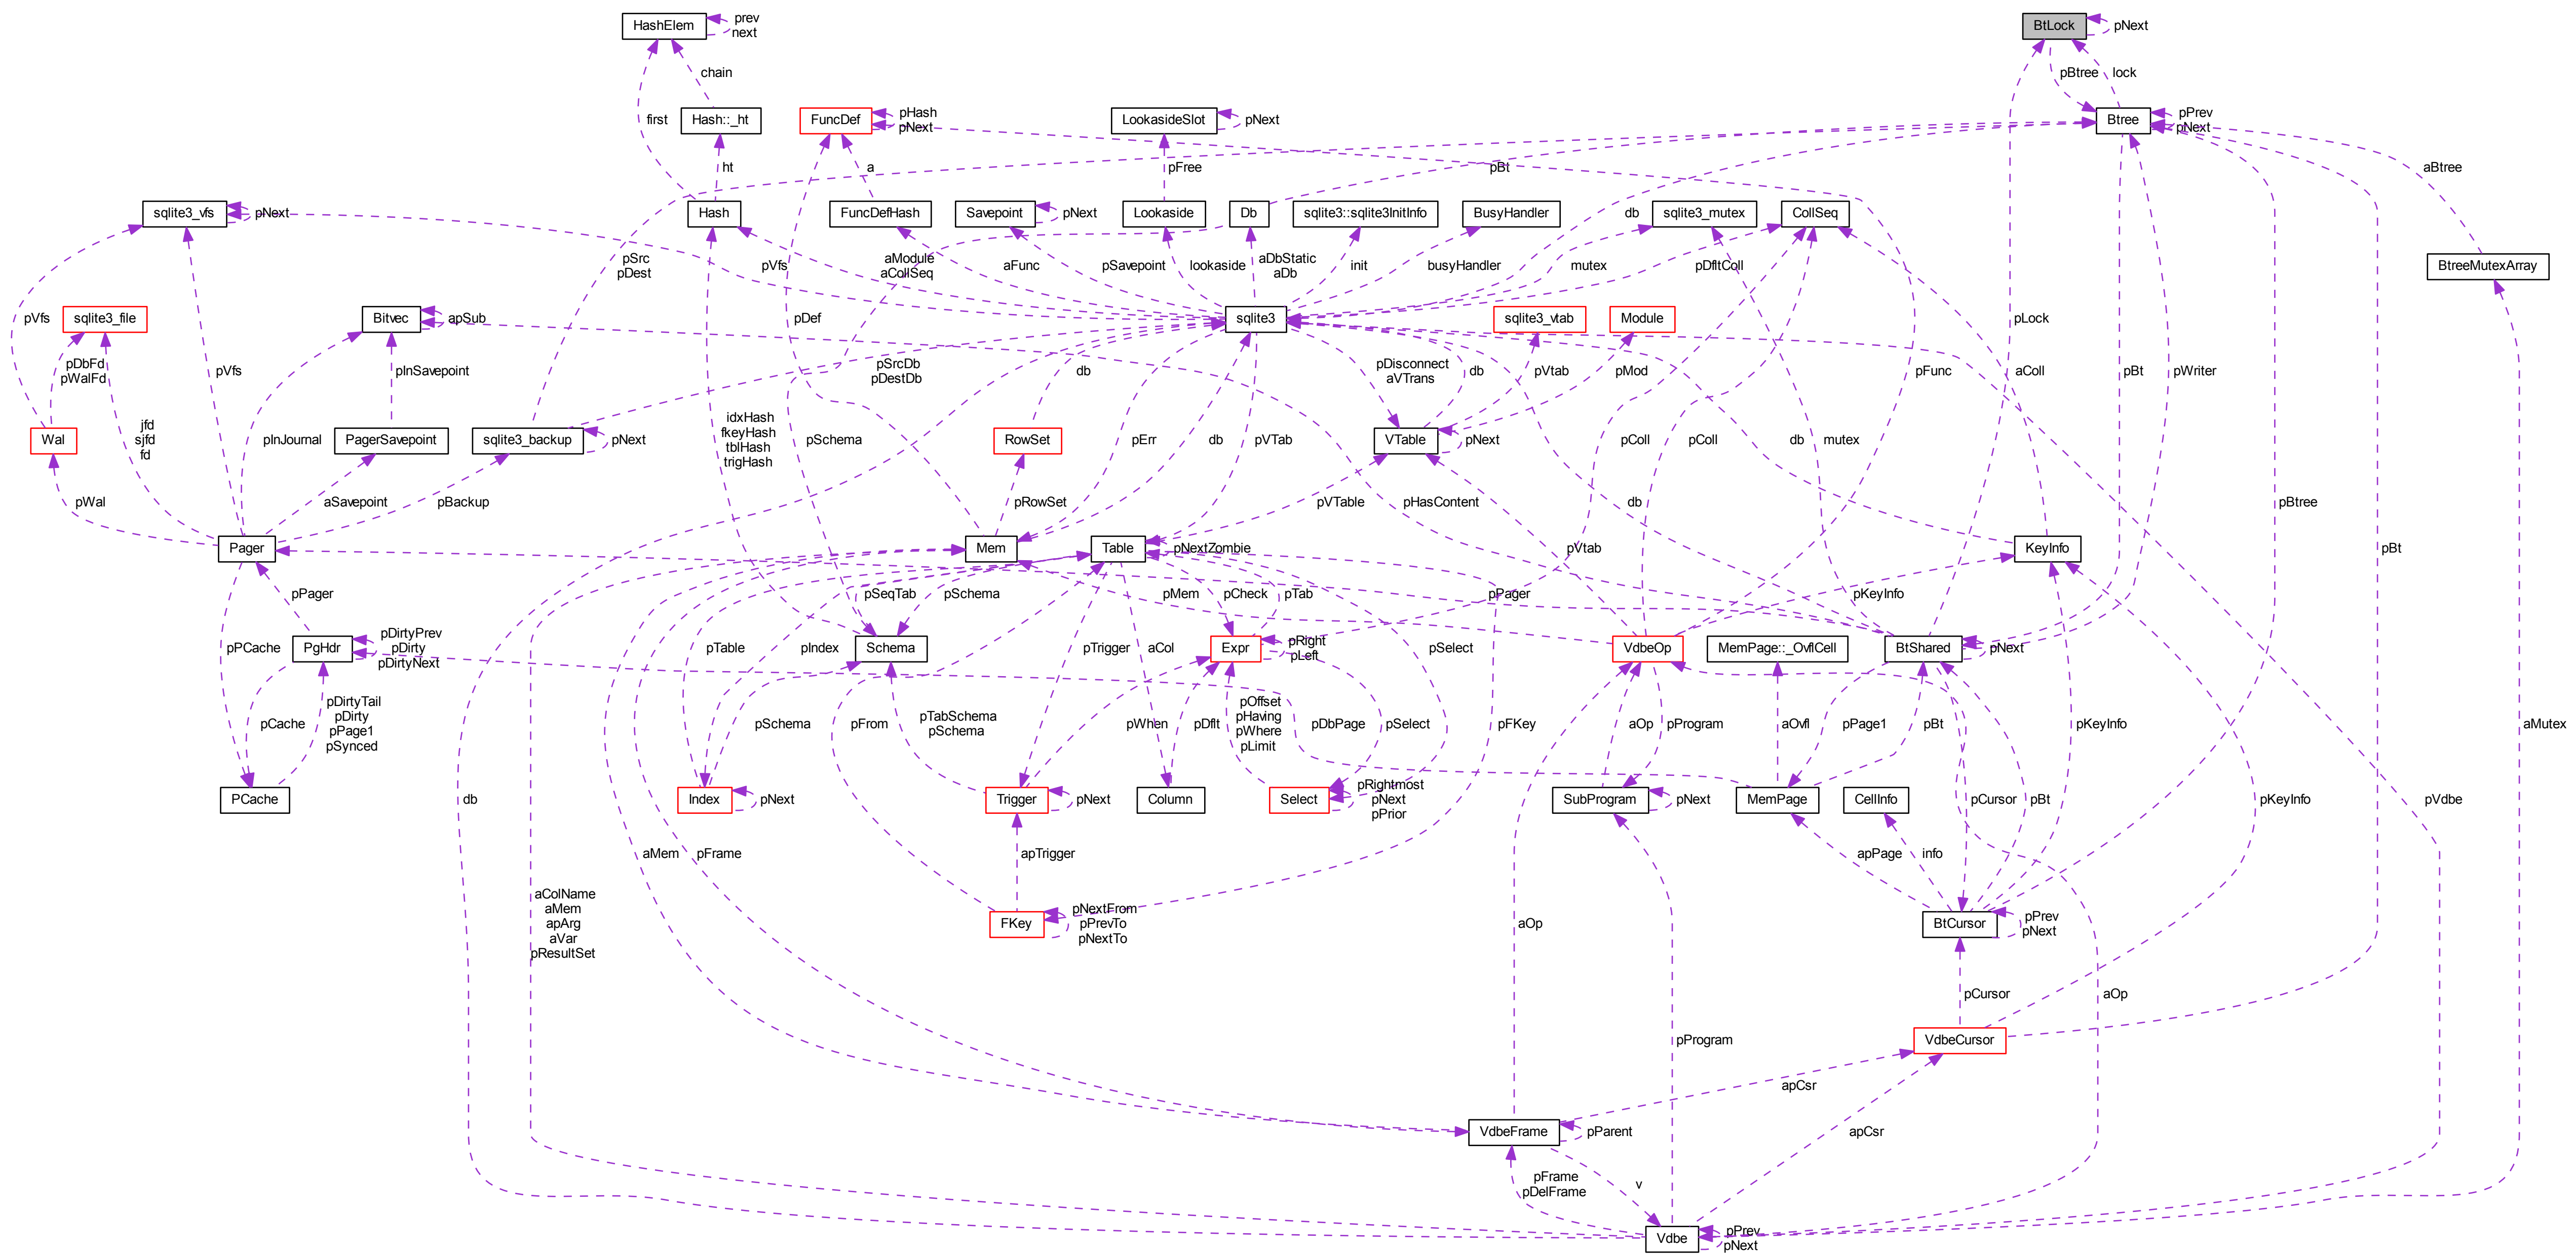 HashElem
prev
next
BtLock
pNext
chain
pBtree
lock
first
Hash::_ht
FuncDef
pHash
pNext
LookasideSlot
pNext
Btree
pPrev
pNext
ht
a
pFree
pBt
aBtree
sqlite3_vfs
pNext
Hash
FuncDefHash
Savepoint
pNext
Lookaside
Db
sqlite3::sqlite3InitInfo
BusyHandler
db
sqlite3_mutex
CollSeq
pSrc
pDest
pVfs
aModule
aCollSeq
aFunc
pSavepoint
lookaside
aDbStatic
aDb
init
busyHandler
mutex
pDfltColl
BtreeMutexArray
pVfs
sqlite3_file
Bitvec
apSub
pDef
sqlite3
sqlite3_vtab
Module
pLock
pDbFd
pWalFd
pVfs
pInSavepoint
pSrcDb
pDestDb
db
pDisconnect
aVTrans
db
pVtab
pMod
pFunc
aColl
pBt
pWriter
Wal
jfd
sjfd
fd
pInJournal
PagerSavepoint
sqlite3_backup
pNext
idxHash
fkeyHash
tblHash
trigHash
pSchema
RowSet
pErr
db
pVTab
VTable
pNext
pColl
pColl
db
mutex
pWal
aSavepoint
pBackup
pRowSet
pVTable
pHasContent
db
pBtree
pBt
Pager
Mem
Table
pNextZombie
pVtab
KeyInfo
pPager
pPCache
pSeqTab
pSchema
pCheck
pTab
pMem
pPager
pKeyInfo
PgHdr
pDirtyPrev
pDirty
pDirtyNext
pTable
pIndex
Schema
pTrigger
aCol
Expr
pRight
pLeft
pSelect
VdbeOp
MemPage::_OvflCell
BtShared
pNext
pCache
pDirtyTail
pDirty
pPage1
pSynced
pSchema
pFrom
pTabSchema
pSchema
pWhen
pDflt
pOffset
pHaving
pWhere
pLimit
pSelect
pDbPage
pFKey
aOp
pProgram
aOvfl
pPage1
pBt
pKeyInfo
aMutex
PCache
Index
pNext
Trigger
pNext
Column
Select
pRightmost
pNext
pPrior
SubProgram
pNext
MemPage
CellInfo
pCursor
pBt
pKeyInfo
pVdbe
db
aMem
pFrame
apTrigger
apPage
info
aColName
aMem
apArg
aVar
pResultSet
FKey
pNextFrom
pPrevTo
pNextTo
aOp
BtCursor
pPrev
pNext
pCursor
aOp
pProgram
VdbeCursor
apCsr
VdbeFrame
pParent
apCsr
pFrame
pDelFrame
v
Vdbe
pPrev
pNext